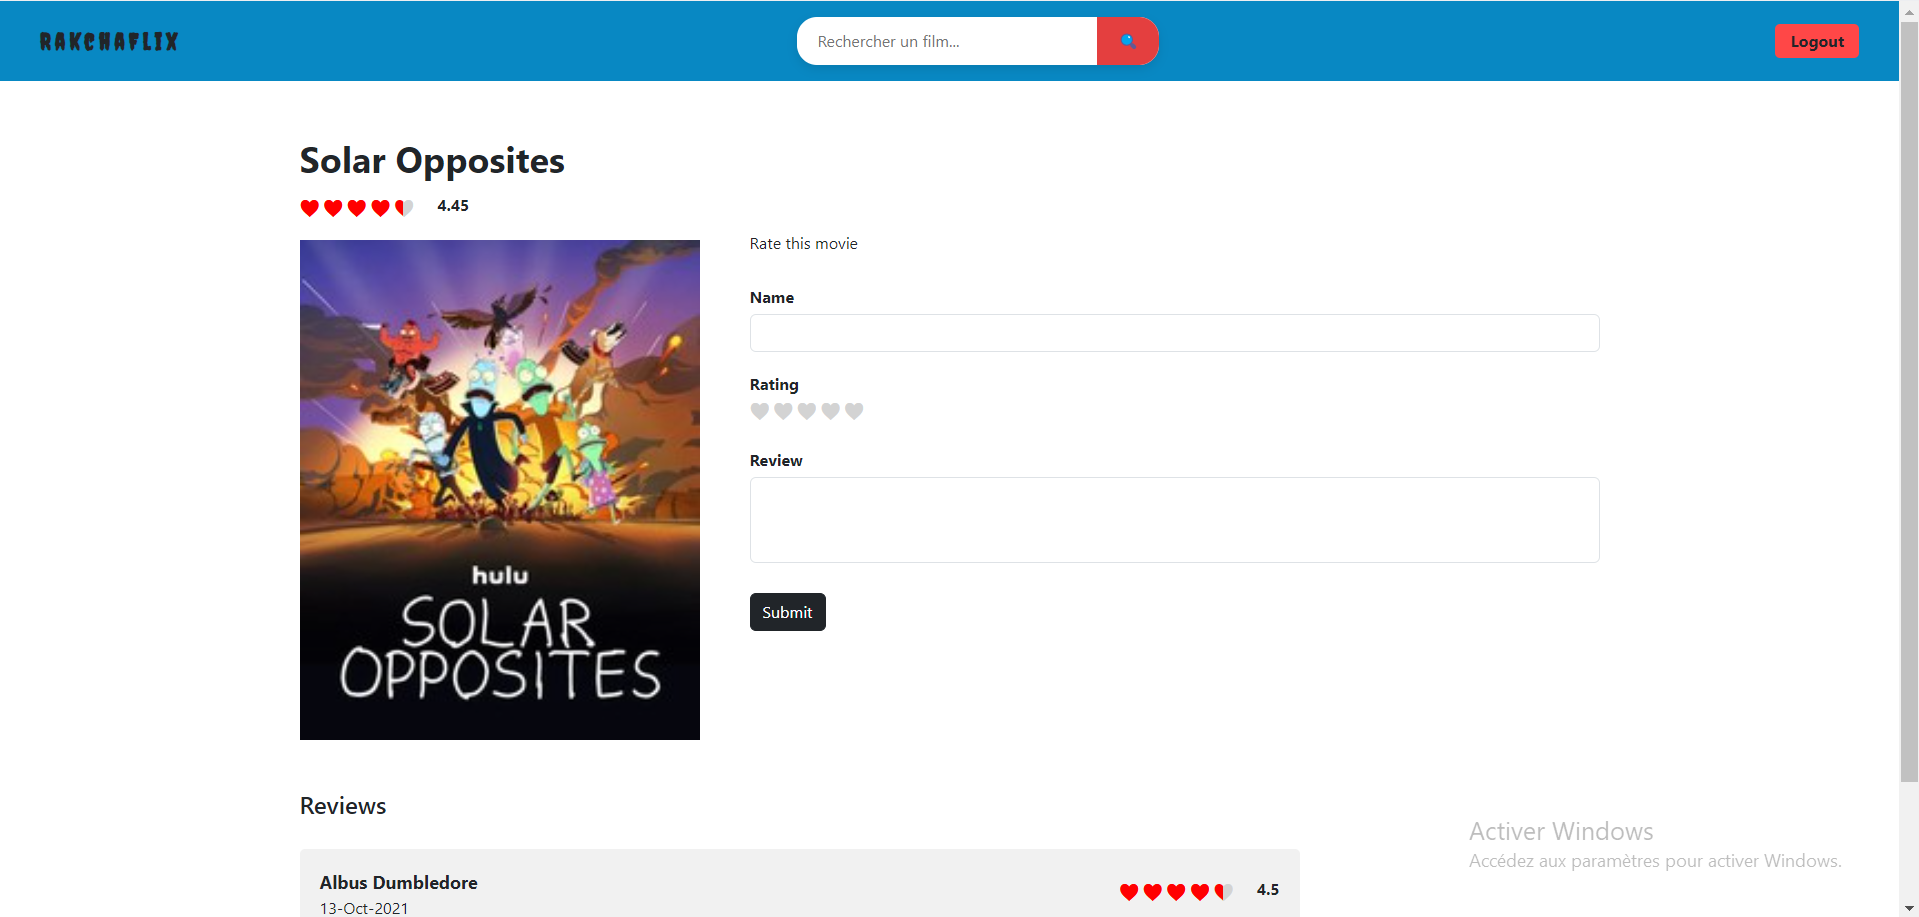 RAKCHAFLIX
Rechercher un film...
Logout
Solar Opposites
4.45
Rate this movie
Name
Rating
Review
Submit
hulu
SOLAR
OPPOSITES
Reviews
Activer Windows
Accédez aux paramètres pour activer Windows.
Albus Dumbledore
4.5
13-Oct-2021